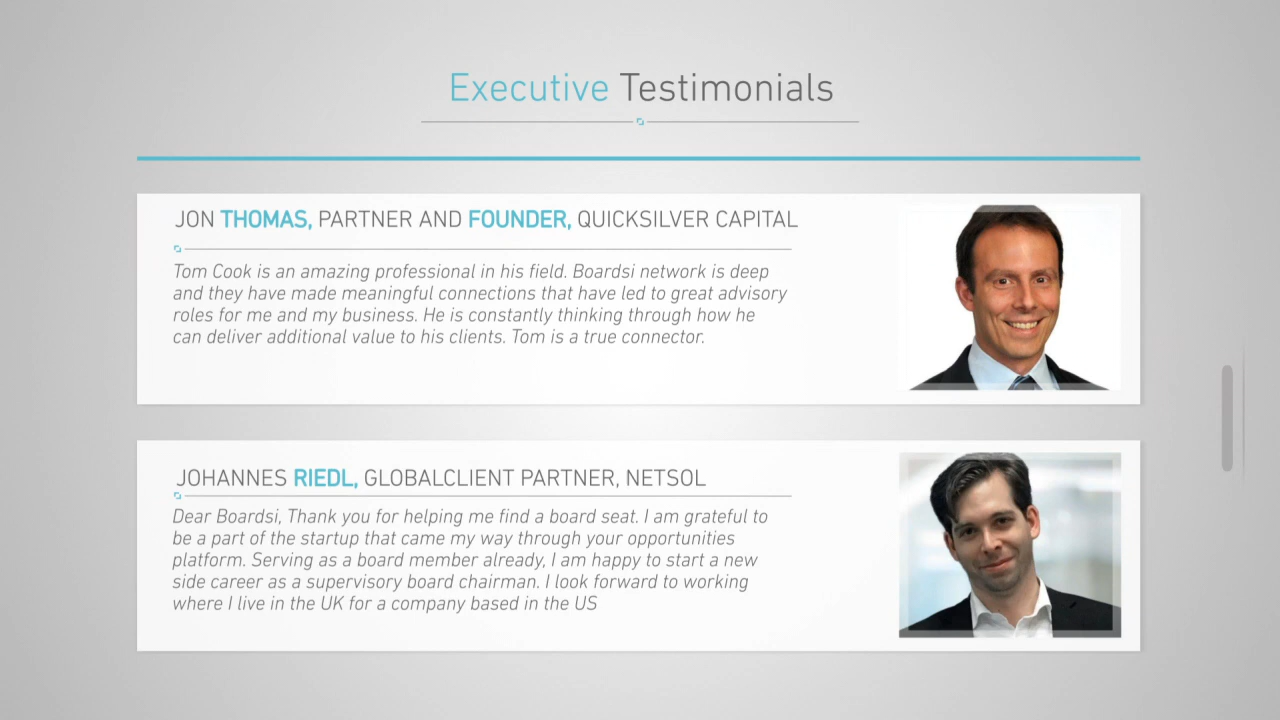 Executive Testimonials
JON THOMAS, PARTNER AND FOUNDER, QUICKSILVER CAPITAL
Tom Cook is an amazing professional in his field. Boardsi network is deep
and they have made meaningful connections that have led to great advisory
roles for me and my business. He is constantly thinking through how he
can deliver additional value to his clients. Tom is a true connector.
JOHANNES RIEDL, GLOBALCLIENT PARTNER, NETSOL
Dear Boardsi, Thank you for helping me find a board seat. I am grateful to
be a part of the startup that came my way through your opportunities
platform. Serving as a board member already, I am happy to start a new
side career as a supervisory board chairman. I look forward to working
where I live in the UK for a company based in the US